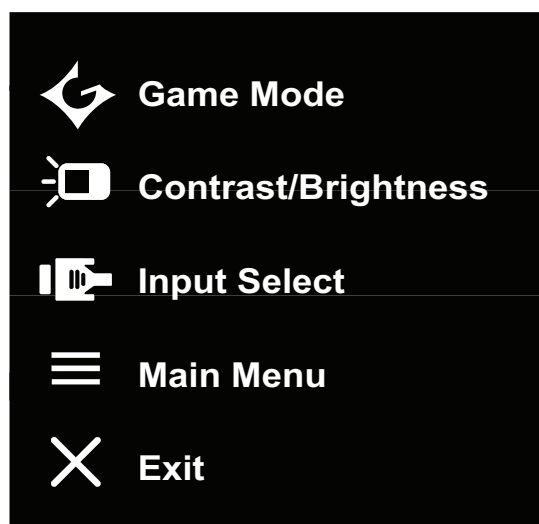 Game Mode
Contrast/Brightness
Input Select
Main Menu
Exit